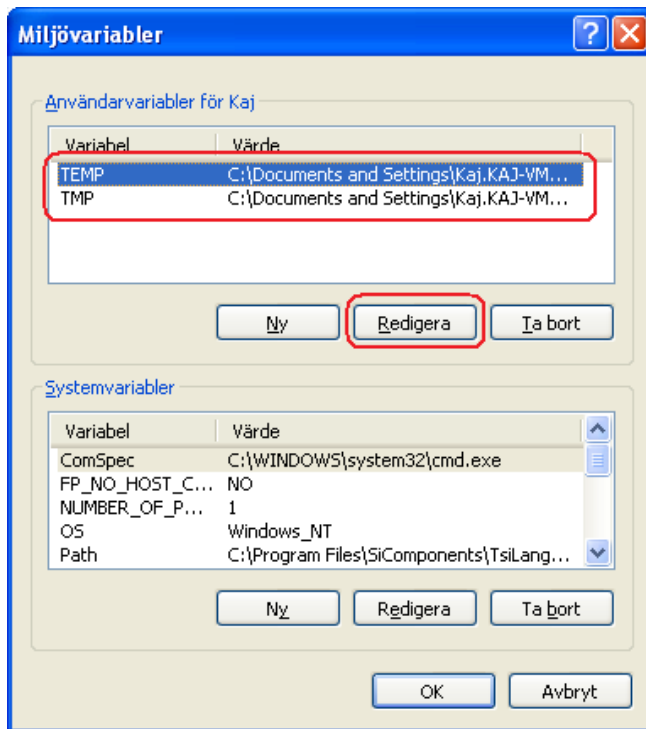 Miljövariabler
Användarvariabler för Kaj
Variabel Värde
TEMP C:\Documents and Settings\Kaj.KAJ-VM...
TMP C:\Documents and Settings\Kaj.KAJ-VM...
Ny Redigera Ta bort
Systemvariabler
Variabel Värde
ComSpec C:\WINDOWS\system32\cmd.exe
FP_NO_HOST_C... NO
NUMBER_OF_P... 1
OS Windows_NT
Path C:\Program Files\SiComponents\TsiLang...
Ny Redigera Ta bort
OK Avbryt